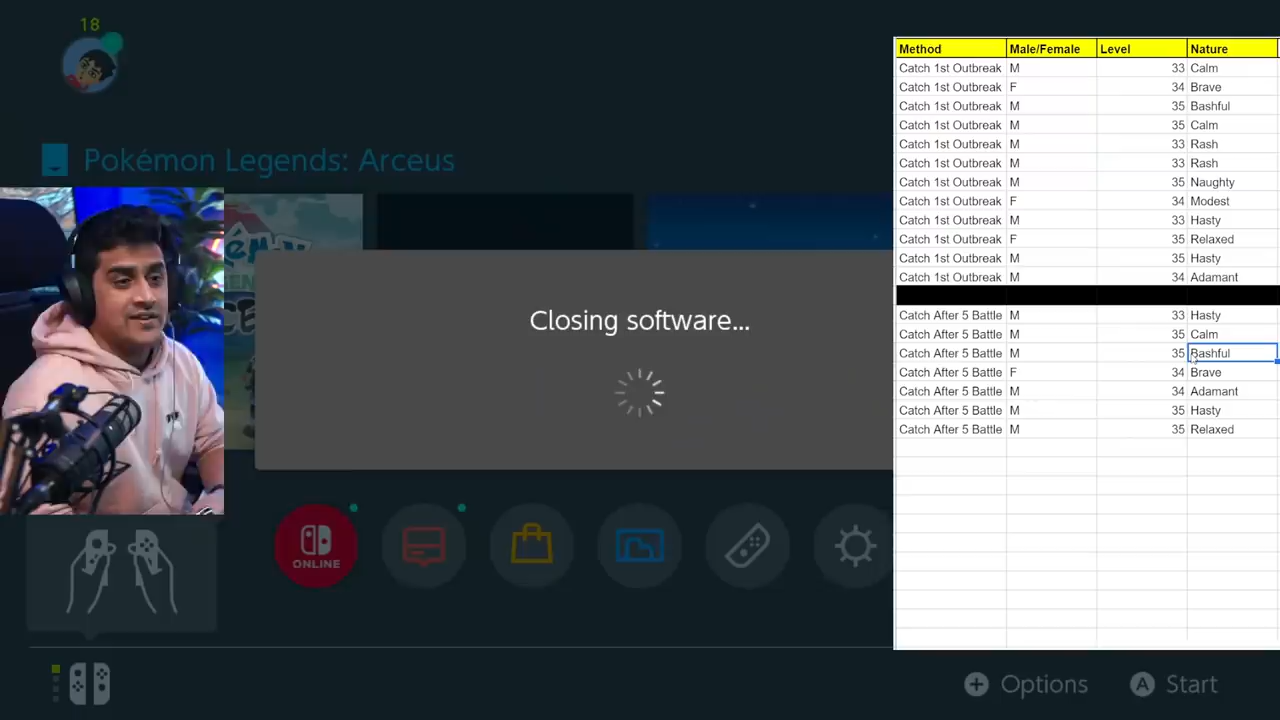 18
Pokémon Legends: Arceus
Closing software...
ONLINE
Options
Start
Method Male/Female Level Nature
Catch 1st Outbreak M 33 Calm
Catch 1st Outbreak F 34 Brave
Catch 1st Outbreak M 35 Bashful
Catch 1st Outbreak M 35 Calm
Catch 1st Outbreak M 33 Rash
Catch 1st Outbreak M 33 Rash
Catch 1st Outbreak M 35 Naughty
Catch 1st Outbreak F 34 Modest
Catch 1st Outbreak M 33 Hasty
Catch 1st Outbreak F 35 Relaxed
Catch 1st Outbreak M 35 Hasty
Catch 1st Outbreak M 34 Adamant
Catch After 5 Battle M 33 Hasty
Catch After 5 Battle M 35 Calm
Catch After 5 Battle M 35 Bashful
Catch After 5 Battle F 34 Brave
Catch After 5 Battle M 34 Adamant
Catch After 5 Battle M 35 Hasty
Catch After 5 Battle M 35 Relaxed